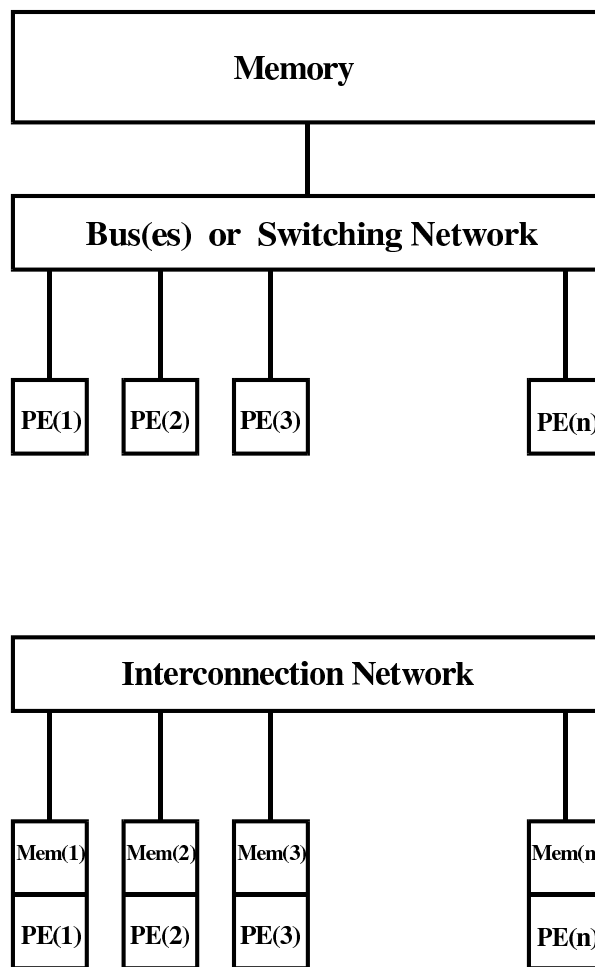 Memory
Bus(es) or Switching Network
PE(1) PE(2) PE(3) PE(n)
Interconnection Network
Mem(1) Mem(2) Mem(3) Mem(n
PE(1) PE(2) PE(3) PE(n)